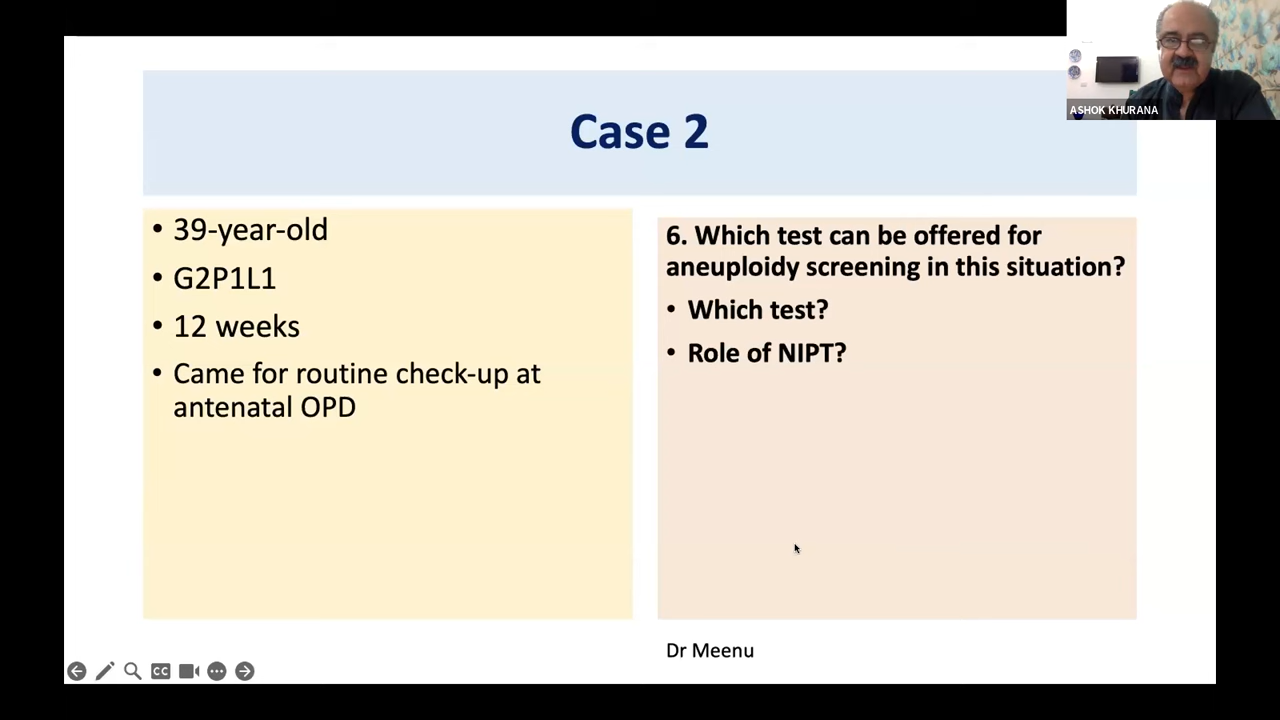 ASHOK KHURANA
Case 2
• 39-year-old
• G2P1L1
• 12 weeks
• Came for routine check-up at
antenatal OPD
6. Which test can be offered for
aneuploidy screening in this situation?
• Which test?
• Role of NIPT?
Dr Meenu
CC